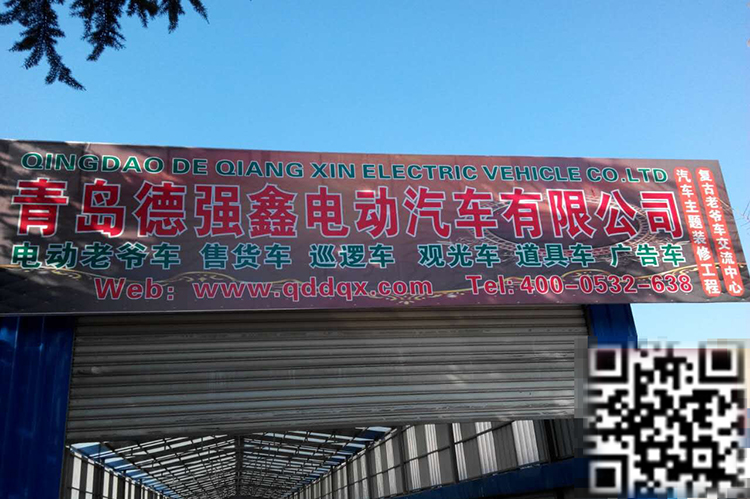 QINGDAO DE QIANG XIN ELECTRIC VEHICLE CO.LTD
青岛德强鑫电动汽车有限公司
电动老爷车 售货车 巡逻车 观光车 道具车 广告车
Web: www.qddqx.com Tel:400-0532-638
复古老爷车交流中心
汽车主题装修工程